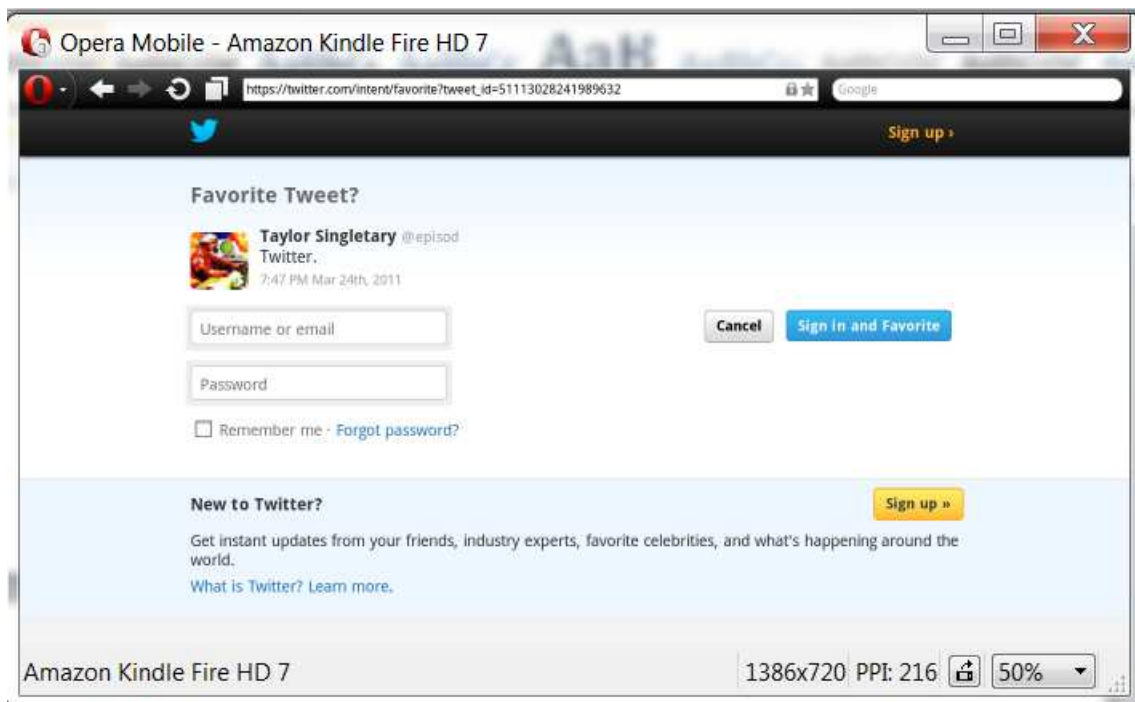 Opera Mobile - Amazon Kindle Fire HD 7
https://twitter.com/intent/favorite?tweet_id=51113028241989632
Google
Sign up ›
Favorite Tweet?
Taylor Singletary @episod
Twitter.
7:47 PM Mar 24th, 2011
Username or email
Cancel
Sign in and Favorite
Password
Remember me · Forgot password?
New to Twitter?
Sign up »
Get instant updates from your friends, industry experts, favorite celebrities, and what's happening around the
world.
What is Twitter? Learn more.
Amazon Kindle Fire HD 7
1386x720 PPI: 216
50%